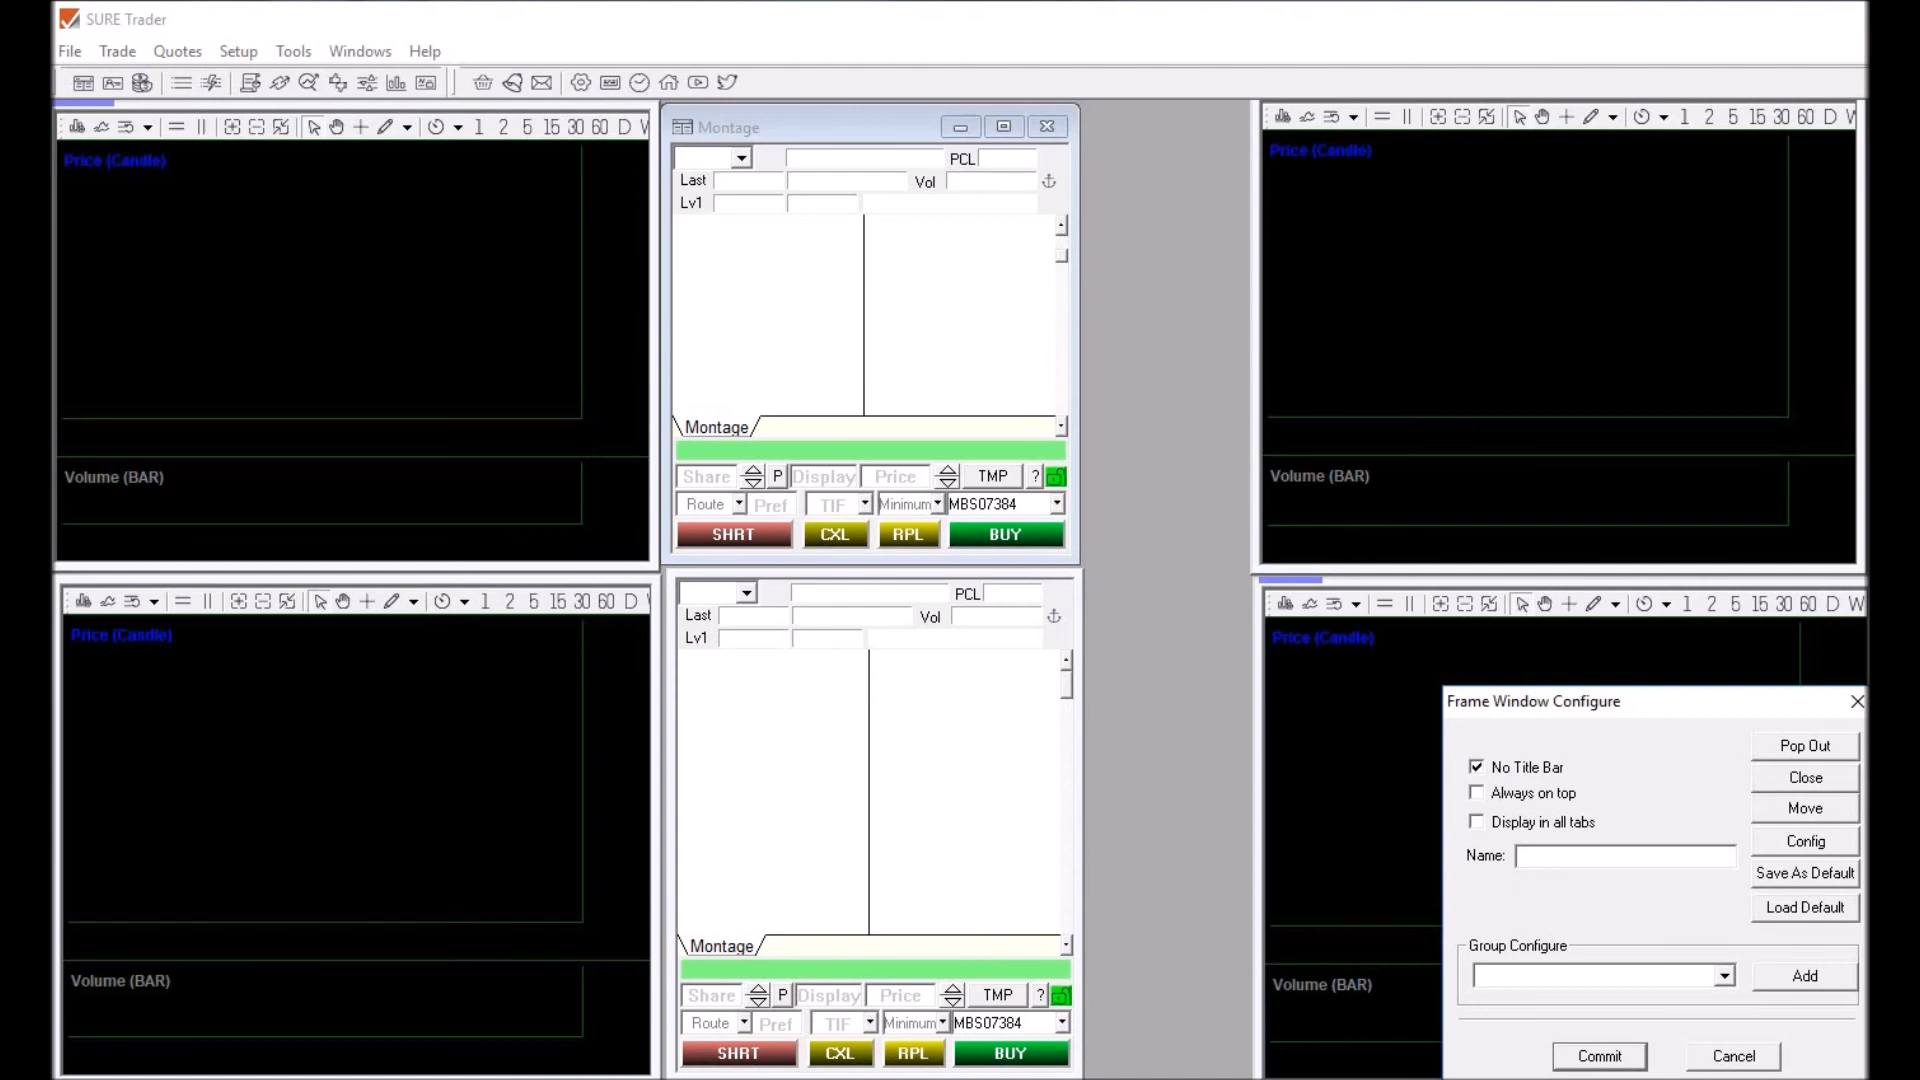 SURE Trader
File Trade Quotes Setup Tools Windows Help
1 2 5 15 30 60 D W
Price (Candle)
Volume (BAR)
Montage
PCL
Last Vol
Lv1
Montage
Share P Display Price TMP ?
Route Pref TIF Minimum MBS07384
SHRT CXL RPL BUY
1 2 5 15 30 60 D W
Price (Candle)
Volume (BAR)
1 2 5 15 30 60 D
Price (Candle)
Volume (BAR)
PCL
Last Vol
Lv1
Montage
Share P Display Price TMP ?
Route Pref TIF Minimum MBS07384
SHRT CXL RPL BUY
1 2 5 15 30 60 D W
Price (Candle)
Volume (BAR)
Frame Window Configure
No Title Bar
Always on top
Display in all tabs
Name:
Pop Out
Close
Move
Config
Save As Default
Load Default
Group Configure
Add
Commit Cancel